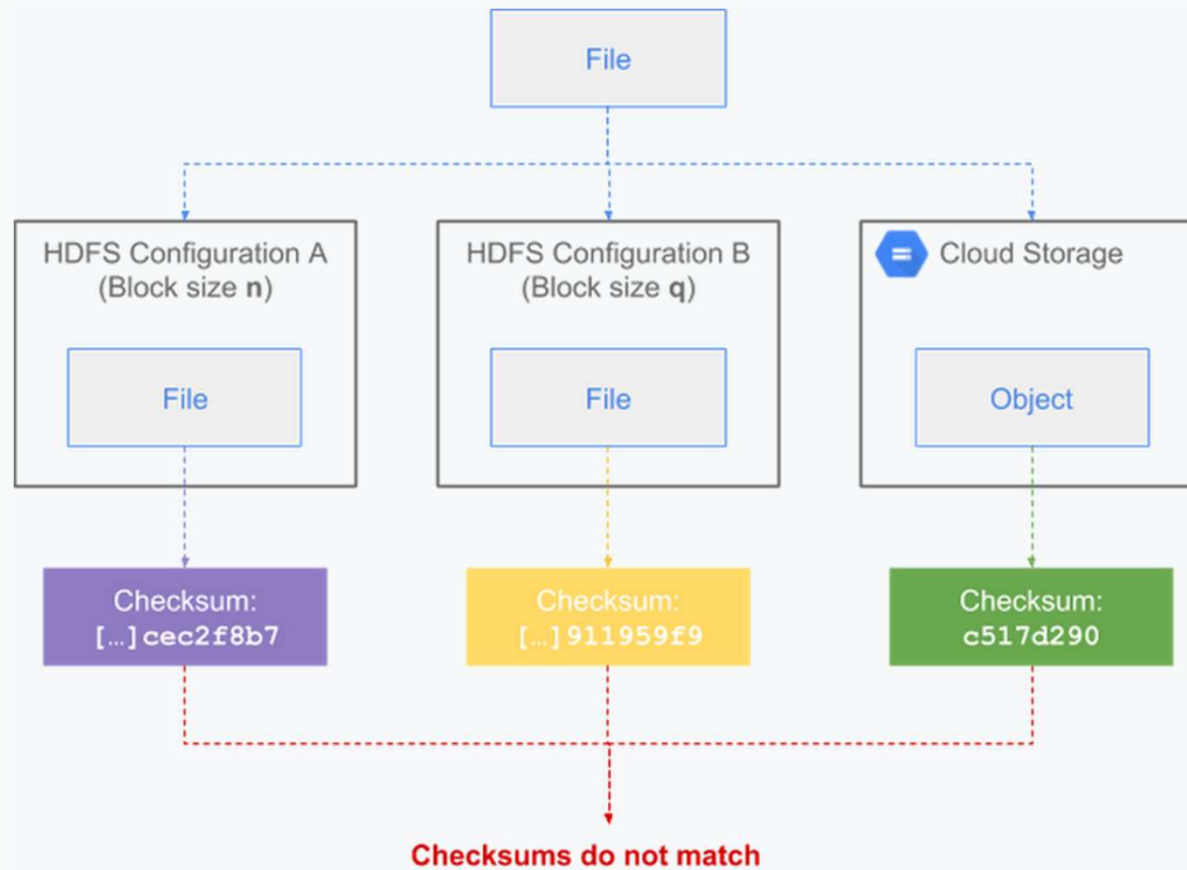 File
HDFS Configuration A
(Block size n)
HDFS Configuration B
(Block size q)
Cloud Storage
File
File
Object
Checksum:
[…]cec2f8b7
Checksum:
[…]911959f9
Checksum:
c517d290
Checksums do not match